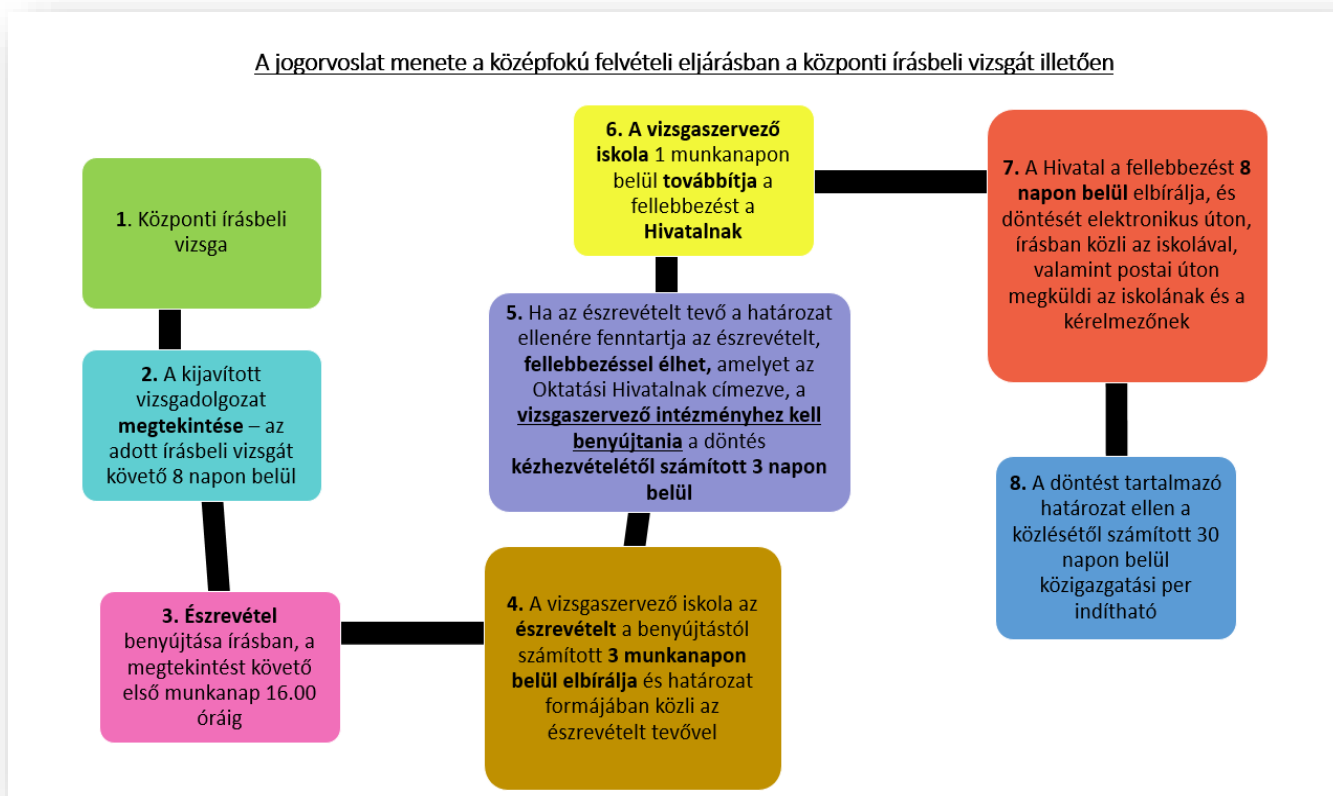 A jogorvoslat menete a középfokú felvételi eljárásban a központi írásbeli vizsgát illetően
1. Központi írásbeli
vizsga
2. A kijavított
vizsgadolgozat
megtekintése – az
adott írásbeli vizsgát
követő 8 napon belül
3. Észrevétel
benyújtása írásban, a
megtekintést követő
első munkanap 16.00
óráig
4. A vizsgaszervező iskola az
észrevételt a benyújtástól
számított 3 munkanapon
belül elbírálja és határozat
formájában közli az
észrevételt tevővel
5. Ha az észrevételt tevő a határozat
ellenére fenntartja az észrevételt,
fellebbezéssel élhet, amelyet az
Oktatási Hivatalnak címezve, a
vizsgaszervező intézményhez kell
benyújtania a döntés
kézhezvételétől számított 3 napon
belül
6. A vizsgaszervező
iskola 1 munkanapon
belül továbbítja a
fellebbezést a
Hivatalnak
7. A Hivatal a fellebbezést 8
napon belül elbírálja, és
döntését elektronikus úton,
írásban közli az iskolával,
valamint postai úton
megküldi az iskolának és a
kérelmezőnek
8. A döntést tartalmazó
határozat ellen a
közlésétől számított 30
napon belül
közigazgatási per
indítható